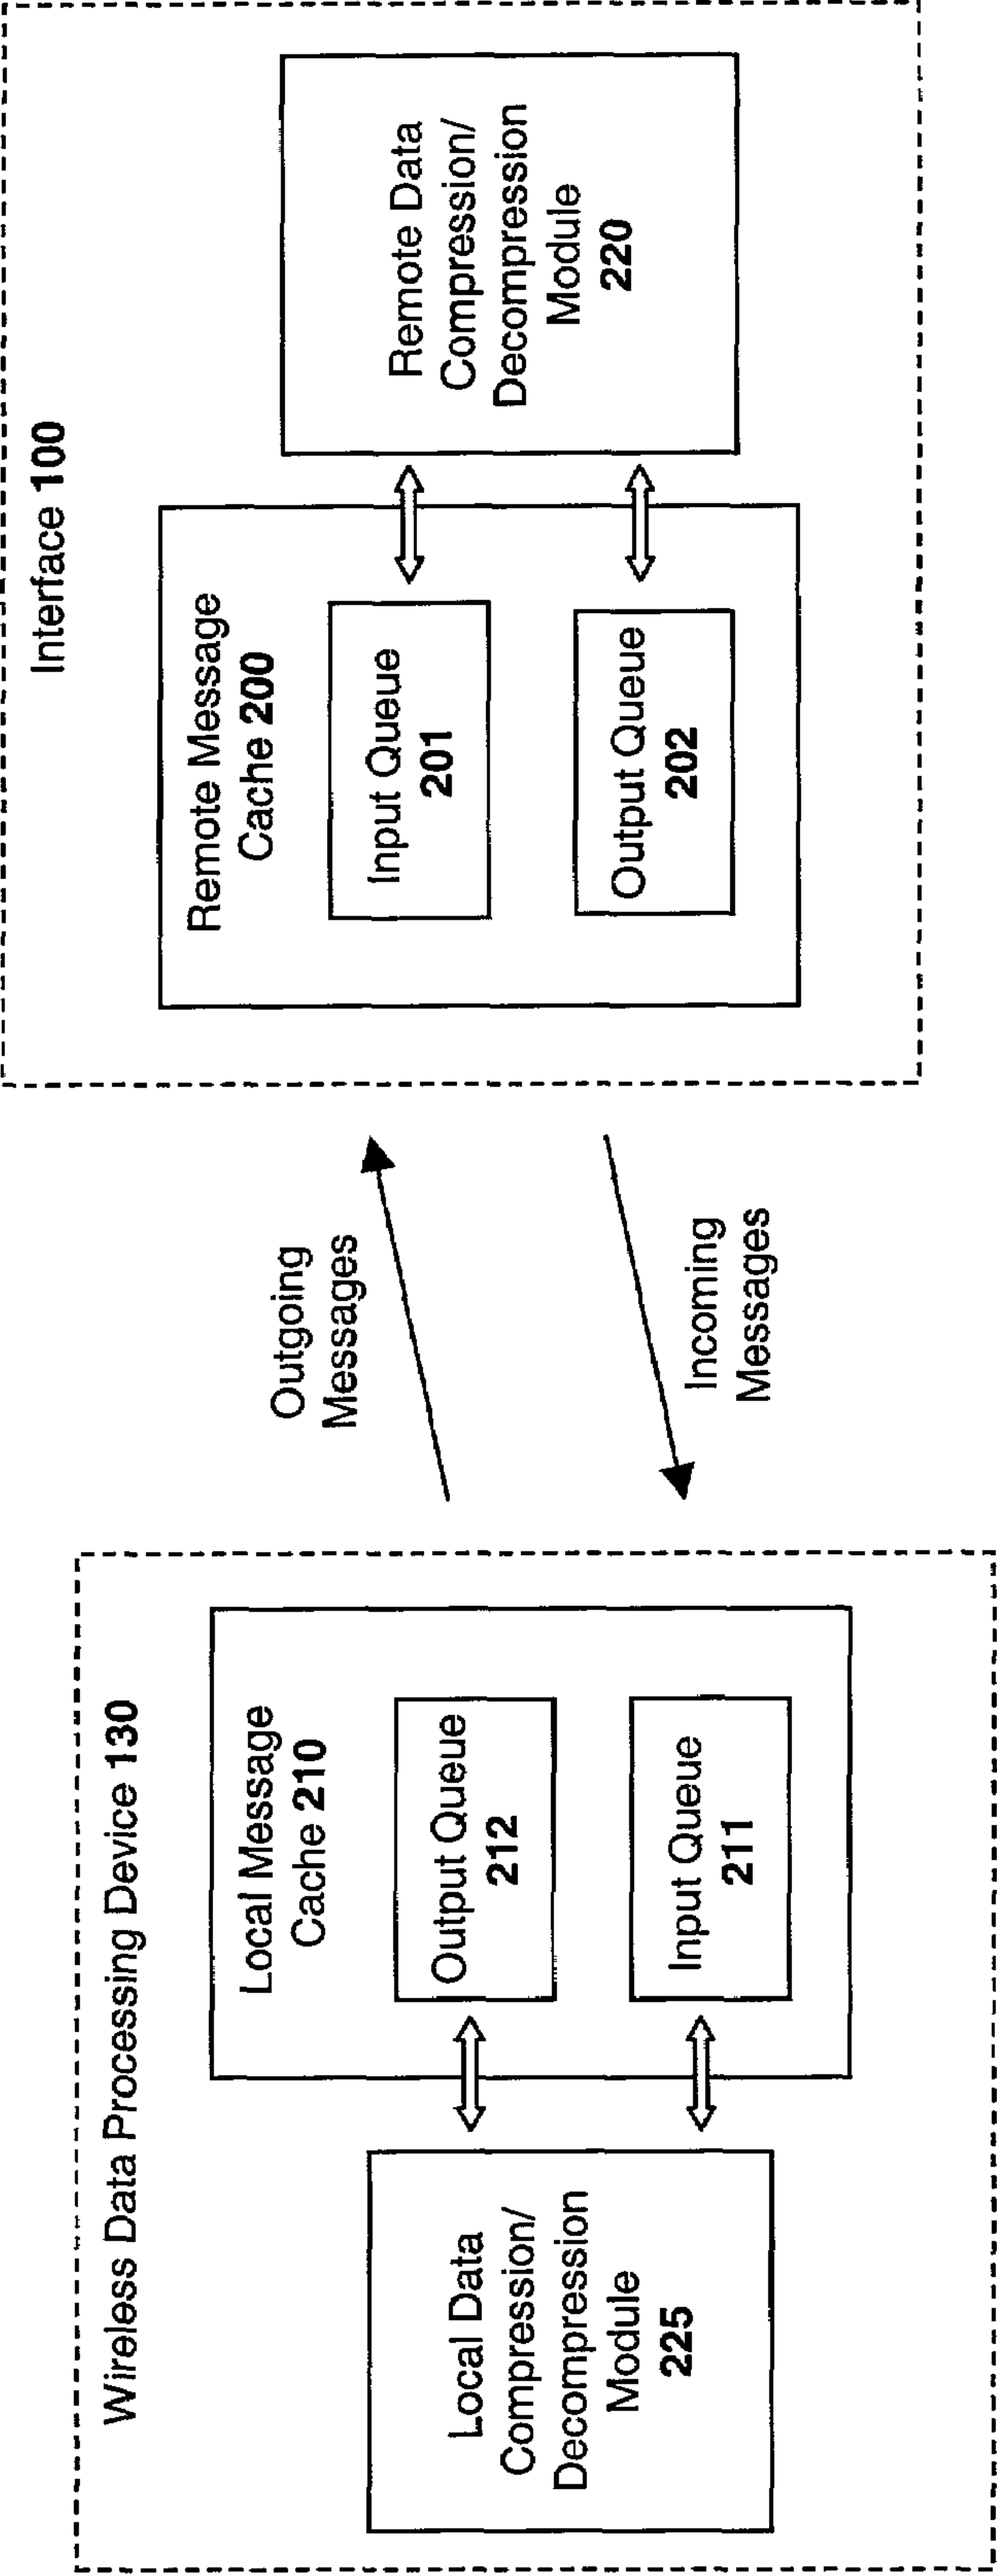 Wireless Data Processing Device 130
Local Data
Compression/
Decompression
Module
225
Local Message
Cache 210
Output Queue
212
Input Queue
211
Outgoing
Messages
Incoming
Messages
Interface 100
Remote Message
Cache 200
Input Queue
201
Output Queue
202
Remote Data
Compression/
Decompression
Module
220